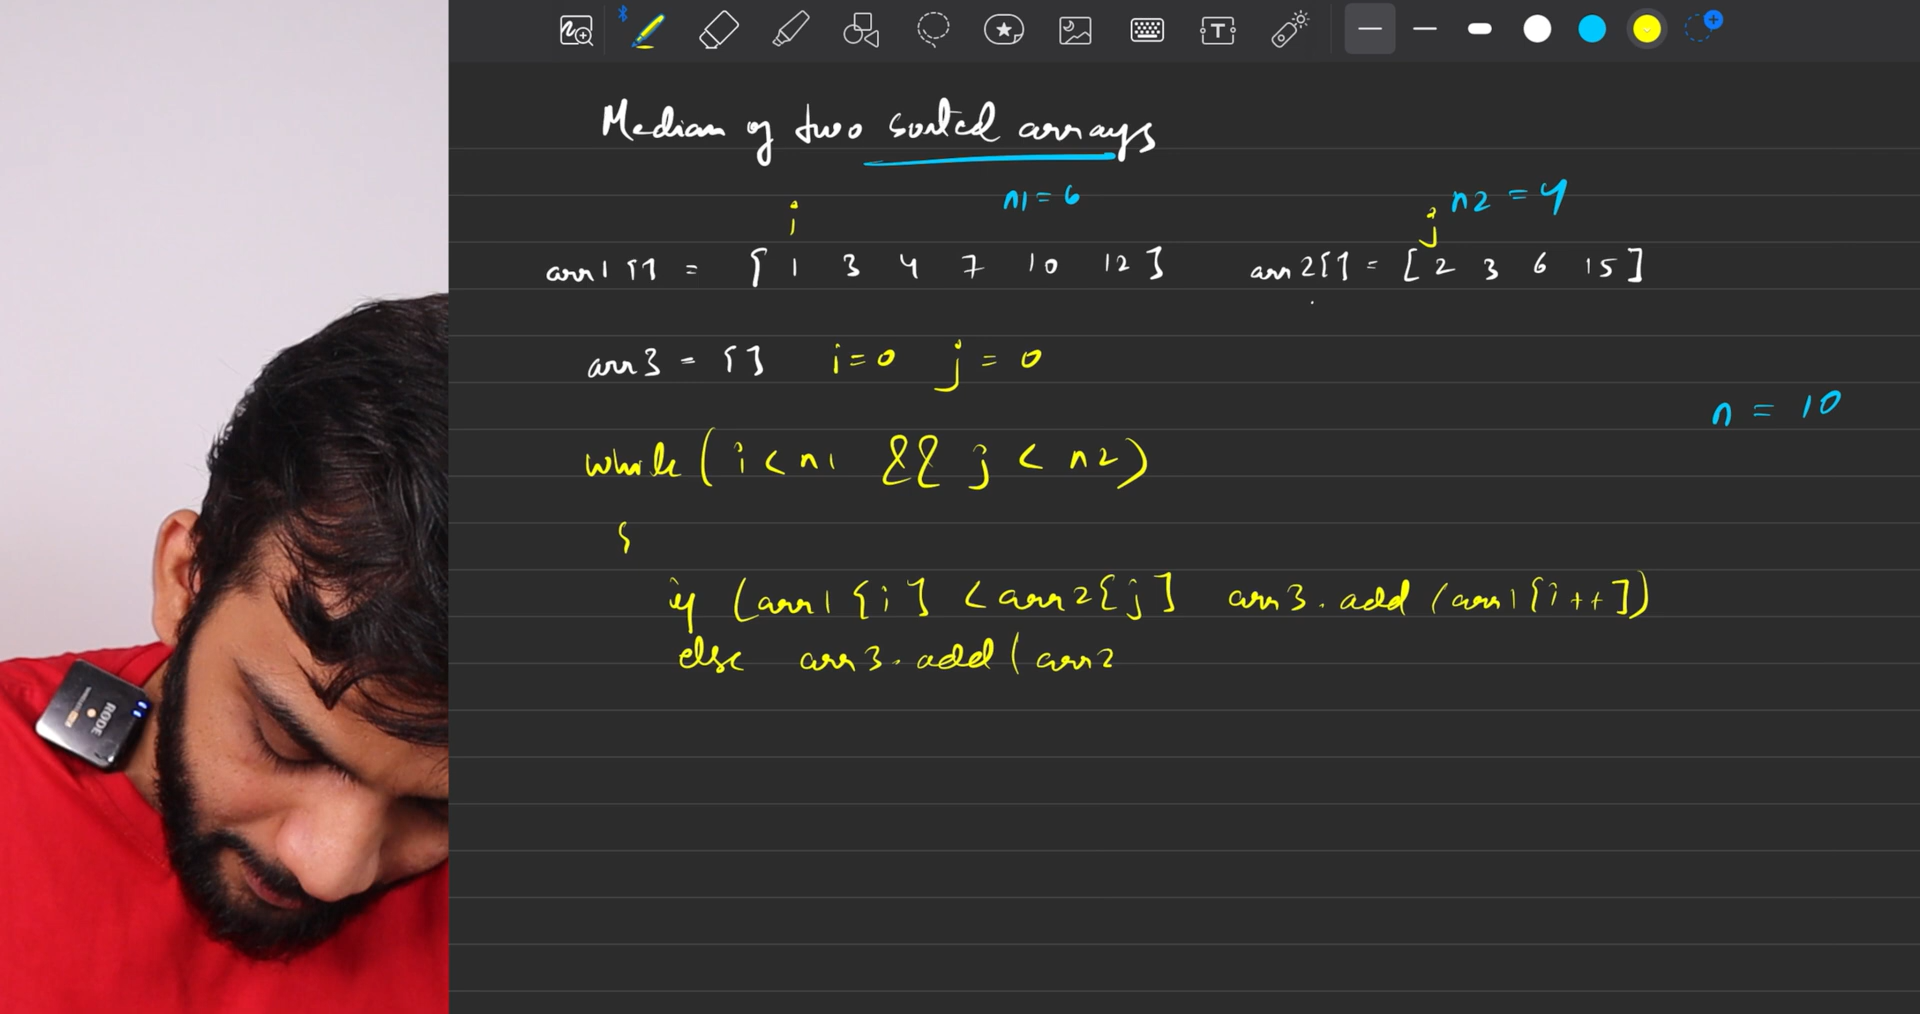 Median of two sorted arrays
n1 = 6
n2 = 4
i
j
arr1[] = [ 1 3 4 7 10 12 ]
arr2[] = [ 2 3 6 15 ]
arr3 = [] i = 0 j = 0
n = 10
while ( i < n1 && j < n2 )
{
if ( arr1[i] < arr2[j] arr3.add ( arr1[i++] )
else arr3.add ( arr2
RODE